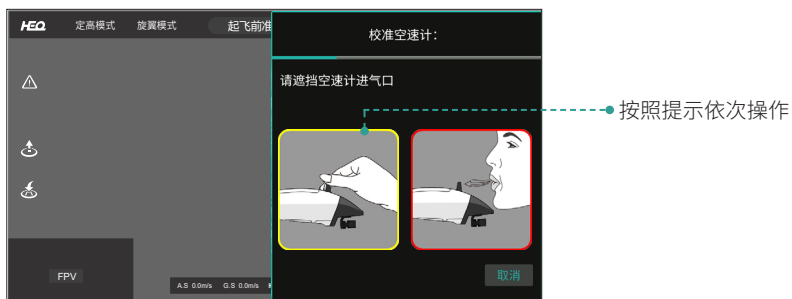 HEQ 定高模式 旋翼模式 起飞前准
校准空速计：
请遮挡空速计进气口
按照提示依次操作
取消
FPV
A.S 0.0m/s G.S 0.0m/s